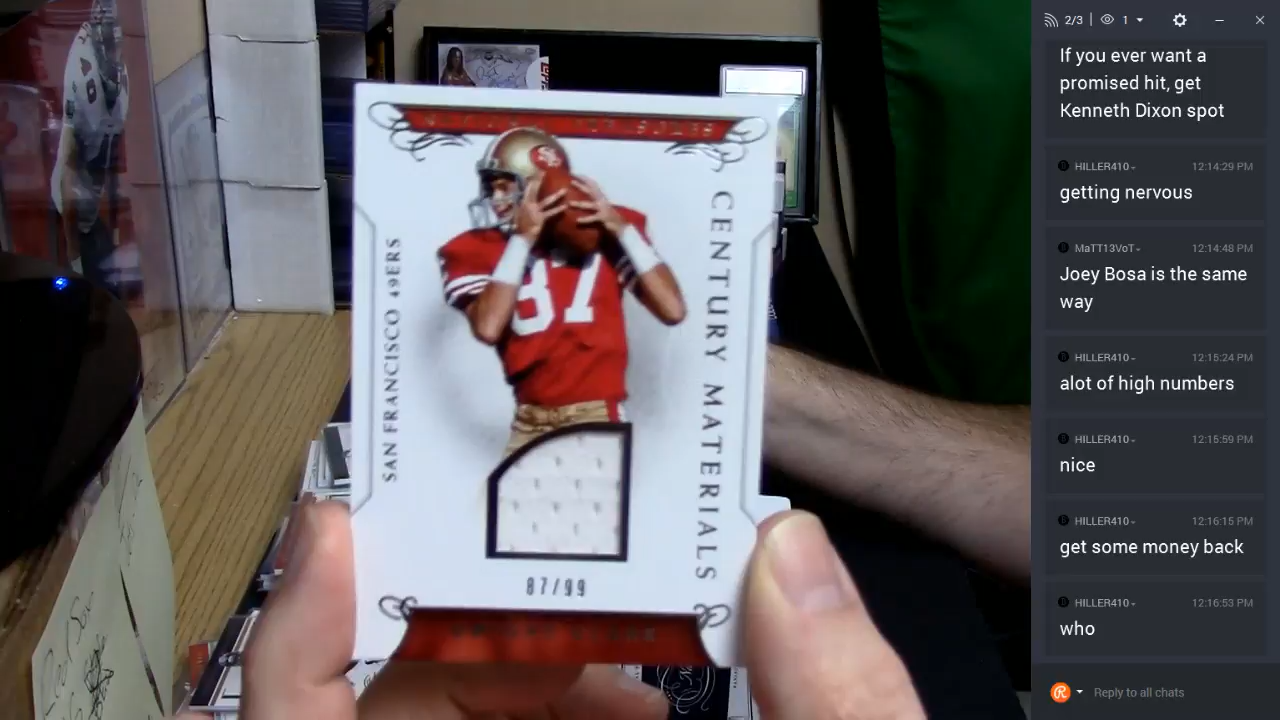 SAN FRANCISCO 49ERS
CENTURY MATERIALS
87
87/99
DWIGHT CLARK
2/3
1
If you ever want a
promised hit, get
Kenneth Dixon spot
HILLER410
12:14:29 PM
getting nervous
MaTT13VoT
12:14:48 PM
Joey Bosa is the same
way
HILLER410
12:15:24 PM
alot of high numbers
HILLER410
12:15:59 PM
nice
HILLER410
12:16:15 PM
get some money back
HILLER410
12:16:53 PM
who
Reply to all chats